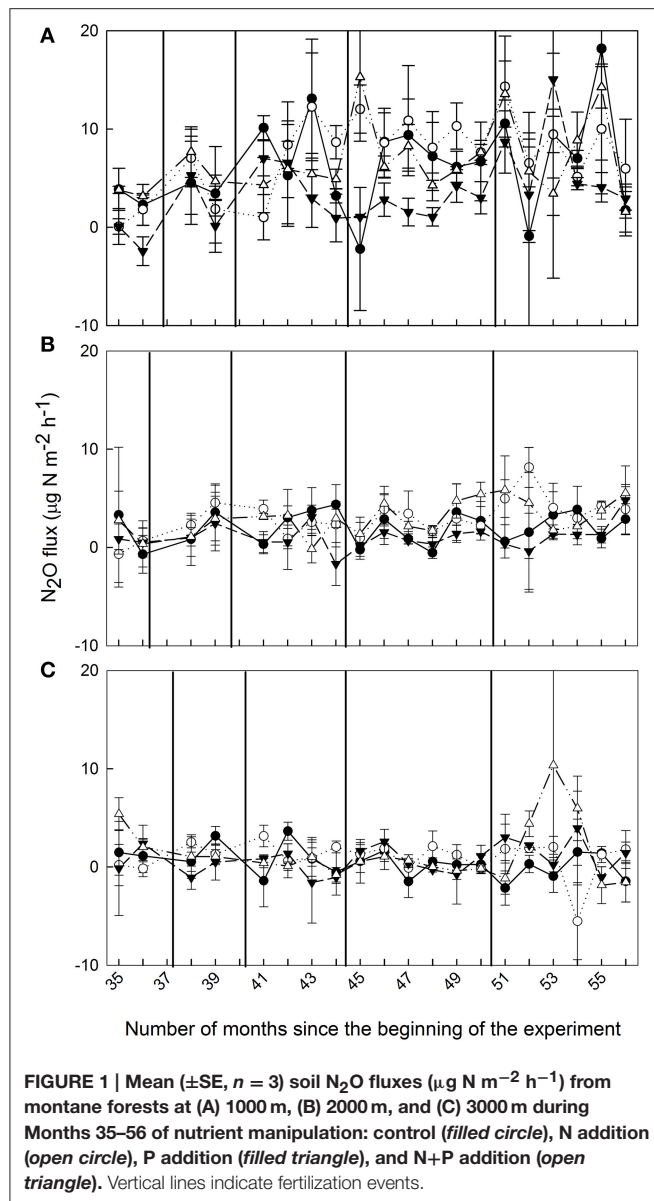 A
20
10
0
-10
B
20
10
0
-10
N₂O flux (µg N m⁻² h⁻¹)
C
20
10
0
-10
35 37 39 41 43 45 47 49 51 53 55
Number of months since the beginning of the experiment
FIGURE 1 | Mean (±SE, n = 3) soil N₂O fluxes (µg N m⁻² h⁻¹) from
montane forests at (A) 1000 m, (B) 2000 m, and (C) 3000 m during
Months 35–56 of nutrient manipulation: control (filled circle), N addition
(open circle), P addition (filled triangle), and N+P addition (open
triangle). Vertical lines indicate fertilization events.